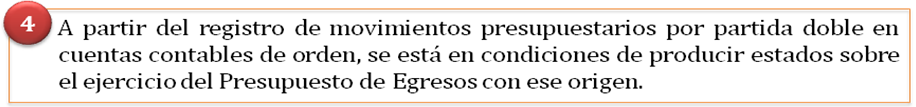 4
A partir del registro de movimientos presupuestarios por partida doble en
cuentas contables de orden, se está en condiciones de producir estados sobre
el ejercicio del Presupuesto de Egresos con ese origen.